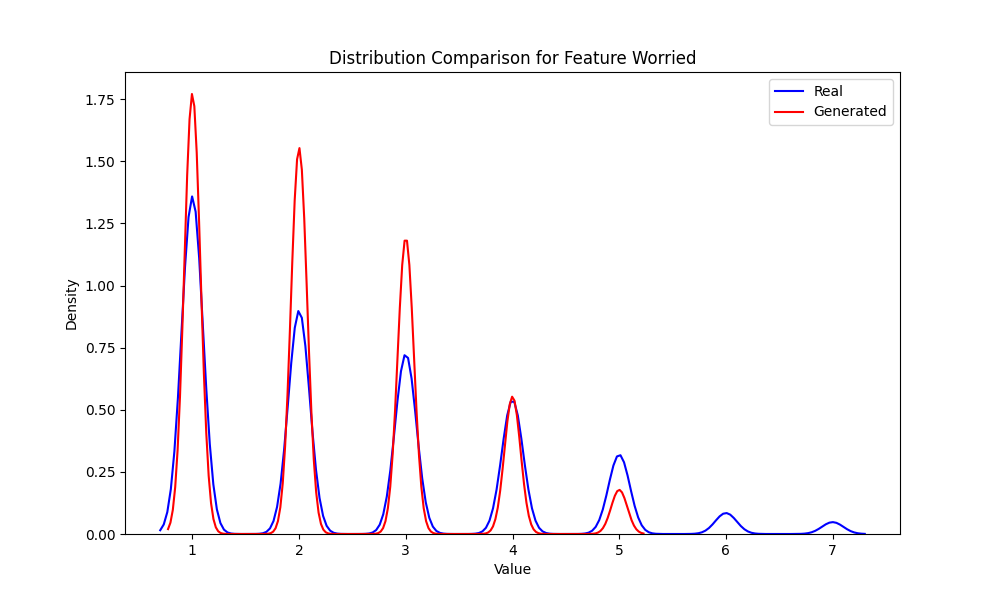 Distribution Comparison for Feature Worried
Real
Generated
Density
1.75
1.50
1.25
1.00
0.75
0.50
0.25
0.00
1 2 3 4 5 6 7
Value